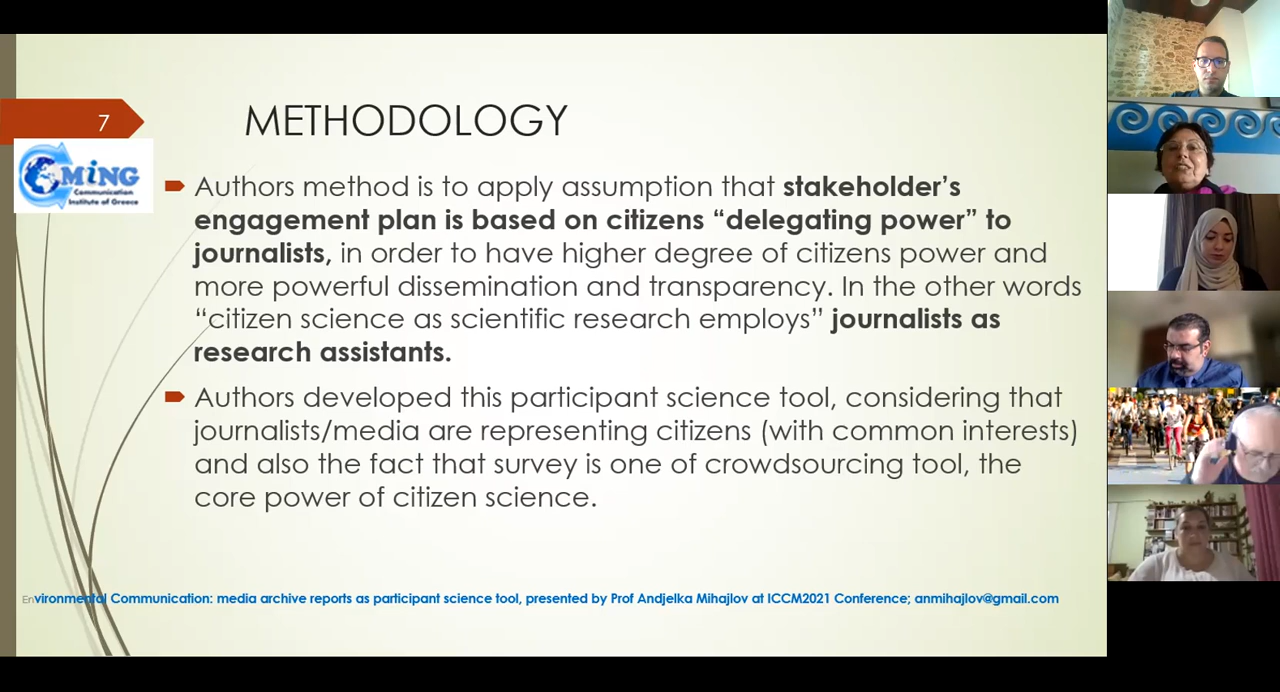 7
METHODOLOGY
CMiNG
Communication
Institute of Greece
Authors method is to apply assumption that stakeholder’s
engagement plan is based on citizens “delegating power” to
journalists, in order to have higher degree of citizens power and
more powerful dissemination and transparency. In the other words
“citizen science as scientific research employs” journalists as
research assistants.
Authors developed this participant science tool, considering that
journalists/media are representing citizens (with common interests)
and also the fact that survey is one of crowdsourcing tool, the
core power of citizen science.
Environmental Communication: media archive reports as participant science tool, presented by Prof Andjelka Mihajlov at ICCM2021 Conference; anmihajlov@gmail.com